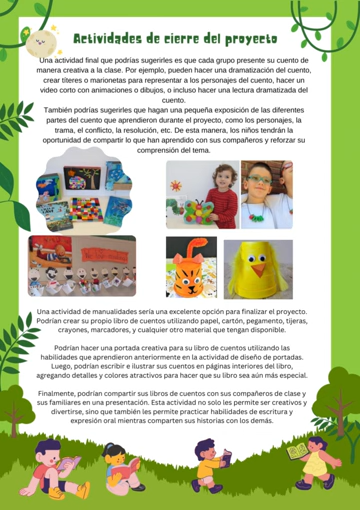 Actividades de cierre del proyecto
Una actividad final que podrías sugerirles es que cada grupo presente su cuento de
manera creativa a la clase. Por ejemplo, pueden hacer una dramatización del cuento,
crear títeres o marionetas para representar a los personajes del cuento, hacer un
video corto con animaciones o dibujos, o incluso hacer una lectura dramatizada del
cuento.
También podrías sugerirles que hagan una pequeña exposición de las diferentes
partes del cuento que aprendieron durante el proyecto, como los personajes, la
trama, el conflicto, la resolución, etc. De esta manera, los niños tendrán la
oportunidad de compartir lo que han aprendido con sus compañeros y reforzar su
comprensión del tema.
Una actividad de manualidades sería una excelente opción para finalizar el proyecto.
Podrían crear su propio libro de cuentos utilizando papel, cartón, pegamento, tijeras,
crayones, marcadores, y cualquier otro material que tengan disponible.
Podrían hacer una portada creativa para su libro de cuentos utilizando las
habilidades que aprendieron anteriormente en la actividad de diseño de portadas.
Luego, podrían escribir e ilustrar sus cuentos en páginas interiores del libro,
agregando detalles y colores atractivos para hacer que su libro sea aún más especial.
Finalmente, podrían compartir sus libros de cuentos con sus compañeros de clase y
sus familiares en una presentación. Esta actividad no solo les permite ser creativos y
divertirse, sino que también les permite practicar habilidades de escritura y
expresión oral mientras comparten sus historias con los demás.